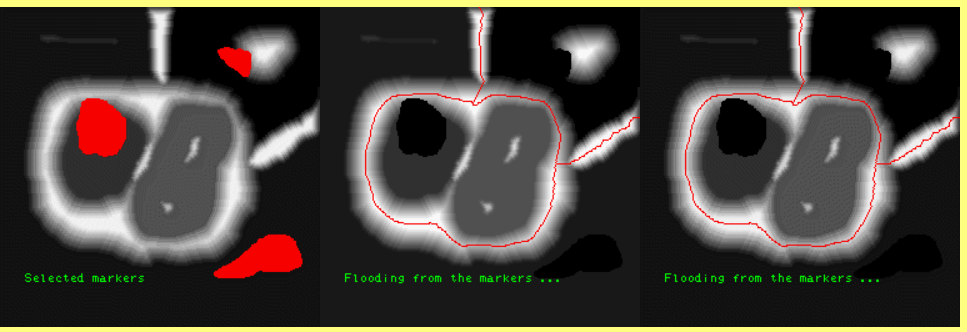 Selected markers
Flooding from the markers ...
Flooding from the markers ...